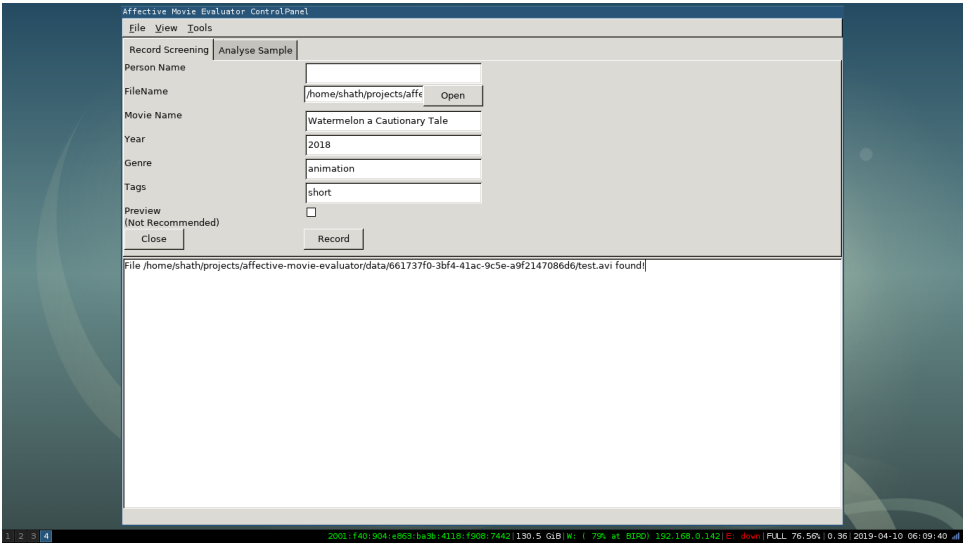 Affective Movie Evaluator ControlPanel
File View Tools
Record Screening Analyse Sample
Person Name
FileName /home/shath/projects/affe Open
Movie Name Watermelon a Cautionary Tale
Year 2018
Genre animation
Tags short
Preview
(Not Recommended)
Close Record
File /home/shath/projects/affective-movie-evaluator/data/661737f0-3bf4-41ac-9c5e-a9f2147086d6/test.avi found!
1 2 3 4 2001:f40:904:e863:ba3b:4118:f908:7442|130.5 GiB|W: ( 79% at BIRD) 192.168.0.142|E: down|FULL 76.56%|0.36|2019-04-10 06:09:40